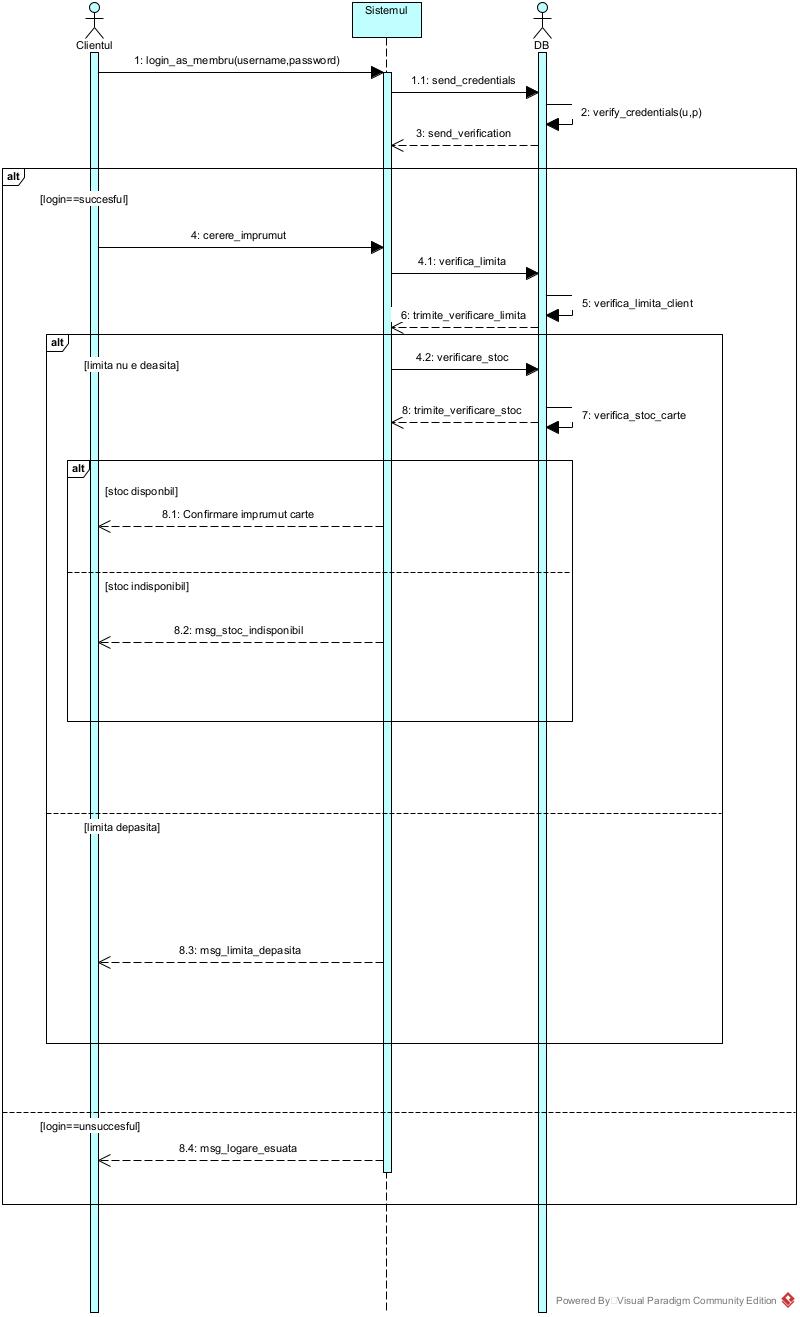 Sistemul
Clientul
DB
1: login_as_membru(username,password)
1.1: send_credentials
2: verify_credentials(u,p)
3: send_verification
alt
[login==succesful]
4: cerere_imprumut
4.1: verifica_limita
5: verifica_limita_client
6: trimite_verificare_limita
alt
[limita nu e deasita]
4.2: verificare_stoc
8: trimite_verificare_stoc
7: verifica_stoc_carte
alt
[stoc disponbil]
8.1: Confirmare imprumut carte
[stoc indisponibil]
8.2: msg_stoc_indisponibil
[limita depasita]
8.3: msg_limita_depasita
[login==unsuccesful]
8.4: msg_logare_esuata
Powered By Visual Paradigm Community Edition